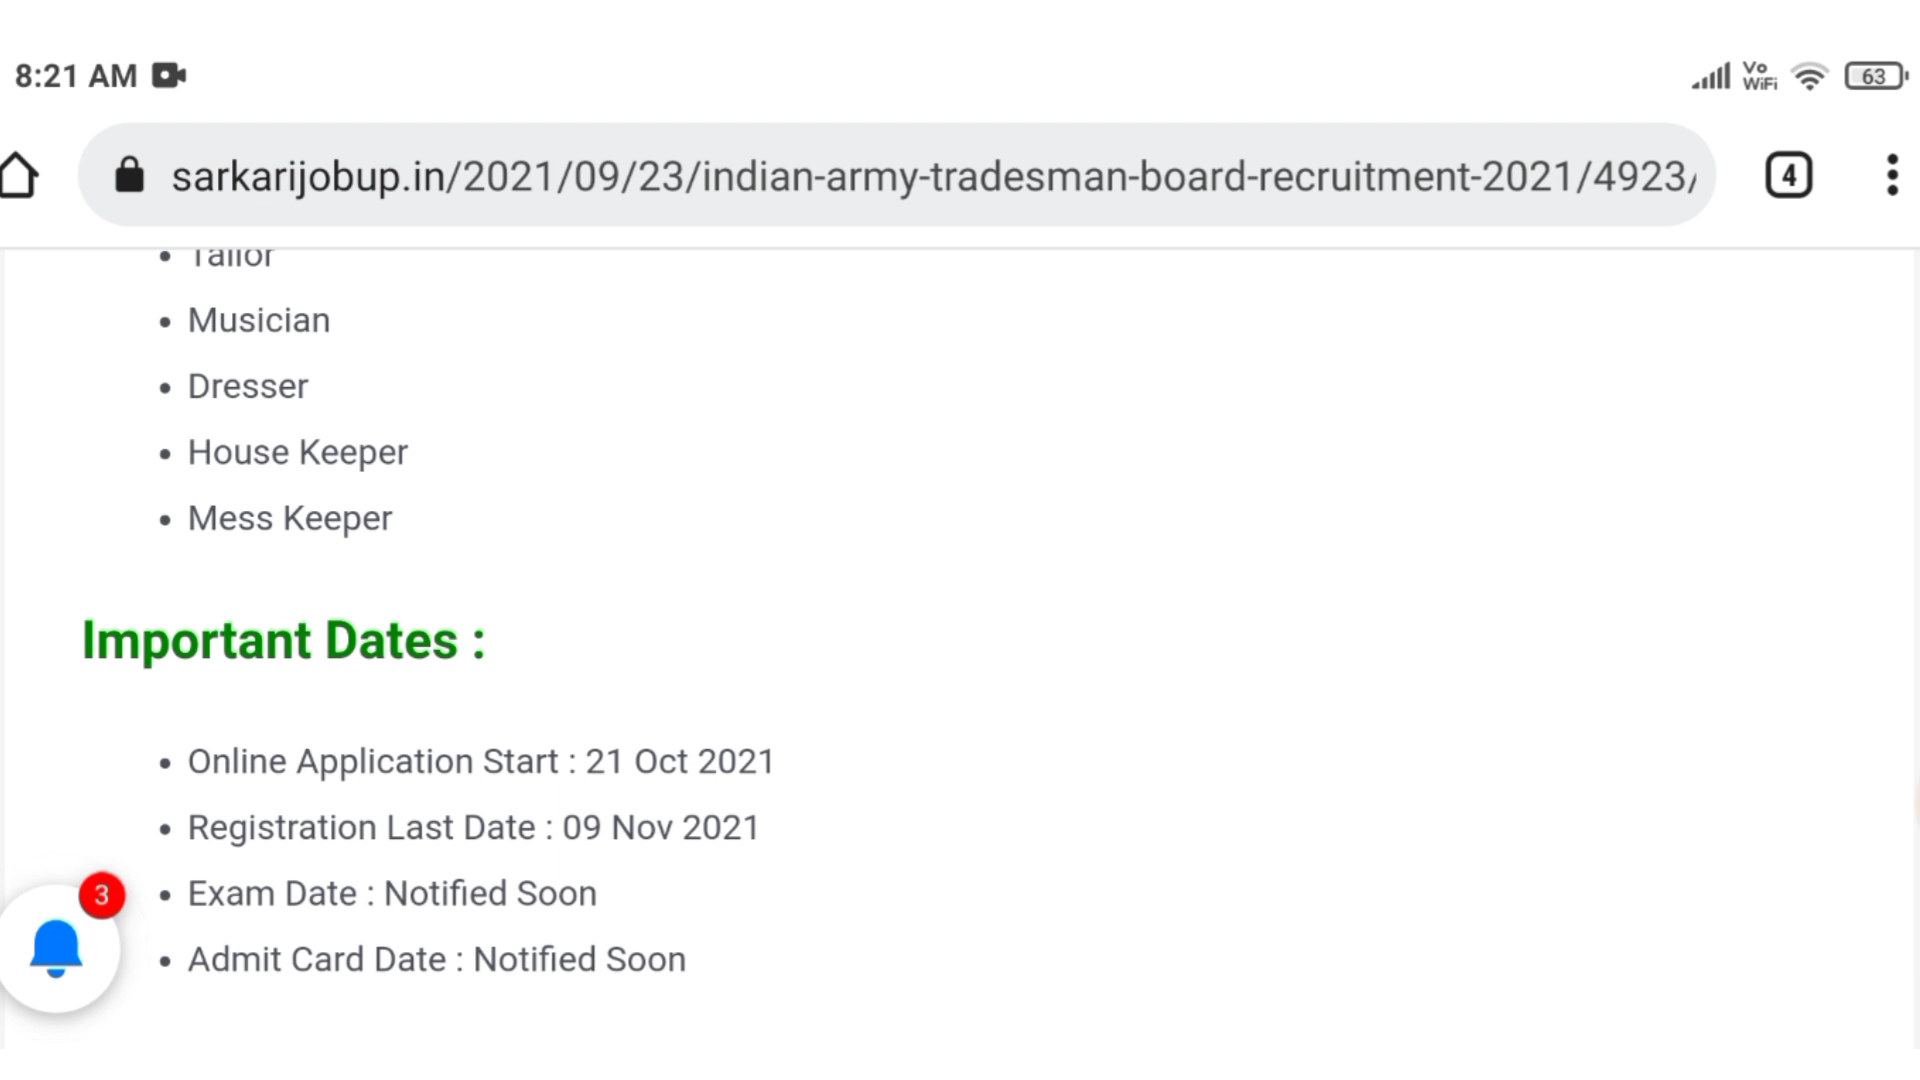 8:21 AM
Vo
WiFi
63
sarkarijobup.in/2021/09/23/indian-army-tradesman-board-recruitment-2021/4923/
4
• Tailor
• Musician
• Dresser
• House Keeper
• Mess Keeper
Important Dates :
• Online Application Start : 21 Oct 2021
• Registration Last Date : 09 Nov 2021
3
• Exam Date : Notified Soon
• Admit Card Date : Notified Soon